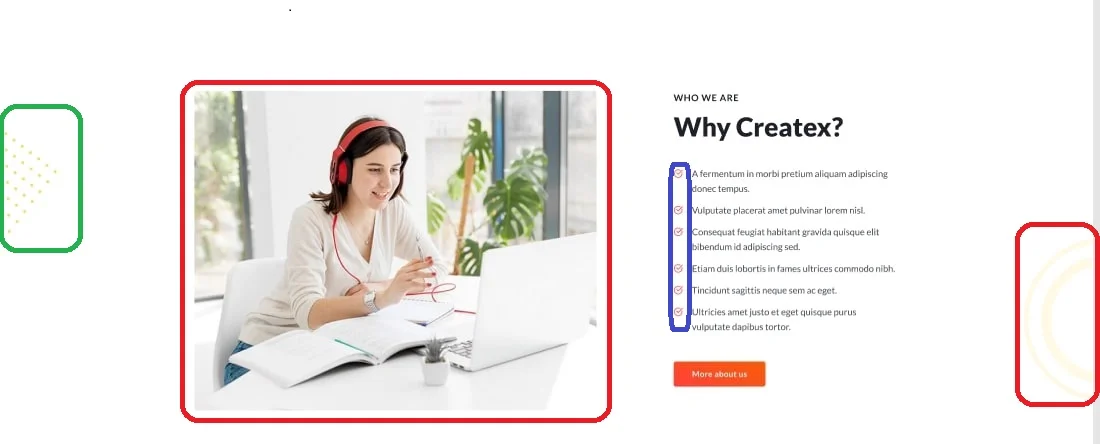 WHO WE ARE
Why Createx?
A fermentum in morbi pretium aliquam adipiscing
donec tempus.
Vulputate placerat amet pulvinar lorem nisl.
Consequat feugiat habitant gravida quisque elit
bibendum id adipiscing sed.
Etiam duis lobortis in fames ultrices commodo nibh.
Tincidunt sagittis neque sem ac eget.
Ultricies amet justo et eget quisque purus
vulputate dapibus tortor.
More about us